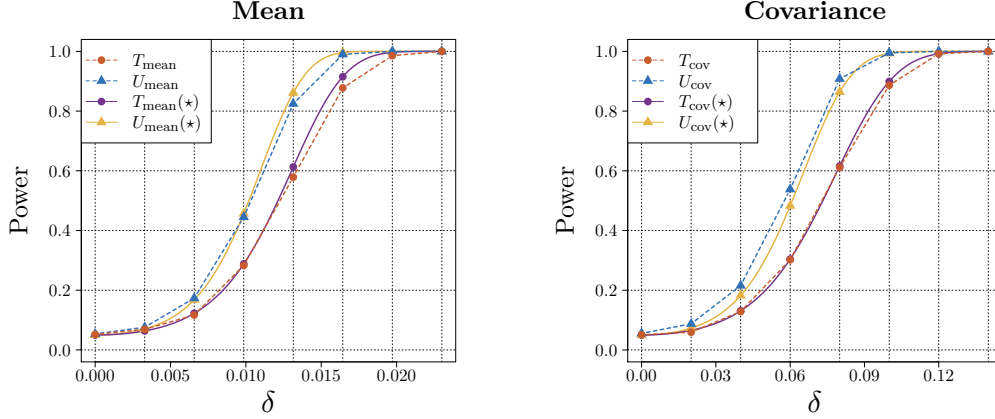 Mean
1.0
0.8
0.6
0.4
0.2
0.0
Power
T_mean
U_mean
T_mean(⋆)
U_mean(⋆)
0.000
0.005
0.010
0.015
0.020
δ
Covariance
1.0
0.8
0.6
0.4
0.2
0.0
Power
T_cov
U_cov
T_cov(⋆)
U_cov(⋆)
0.00
0.03
0.06
0.09
0.12
δ